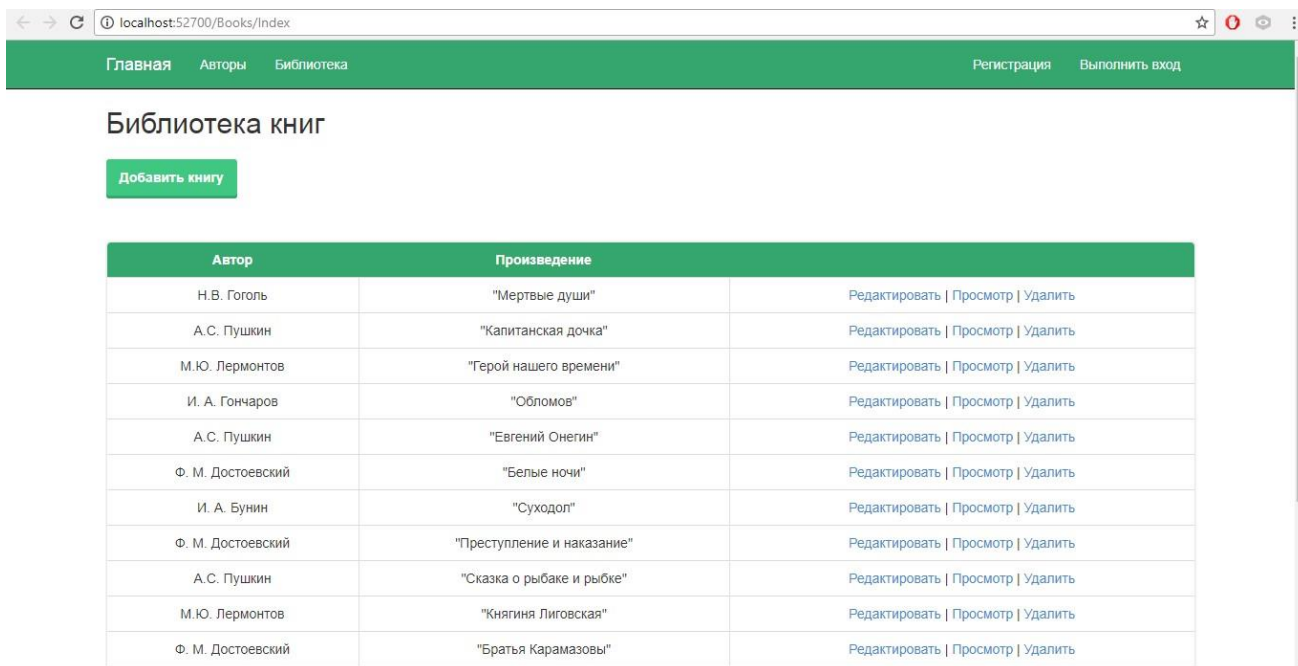 localhost:52700/Books/Index
Главная Авторы Библиотека Регистрация Выполнить вход
Библиотека книг
Добавить книгу
Автор Произведение
Н.В. Гоголь "Мертвые души" Редактировать | Просмотр | Удалить
А.С. Пушкин "Капитанская дочка" Редактировать | Просмотр | Удалить
М.Ю. Лермонтов "Герой нашего времени" Редактировать | Просмотр | Удалить
И. А. Гончаров "Обломов" Редактировать | Просмотр | Удалить
А.С. Пушкин "Евгений Онегин" Редактировать | Просмотр | Удалить
Ф. М. Достоевский "Белые ночи" Редактировать | Просмотр | Удалить
И. А. Бунин "Суходол" Редактировать | Просмотр | Удалить
Ф. М. Достоевский "Преступление и наказание" Редактировать | Просмотр | Удалить
А.С. Пушкин "Сказка о рыбаке и рыбке" Редактировать | Просмотр | Удалить
М.Ю. Лермонтов "Княгиня Лиговская" Редактировать | Просмотр | Удалить
Ф. М. Достоевский "Братья Карамазовы" Редактировать | Просмотр | Удалить